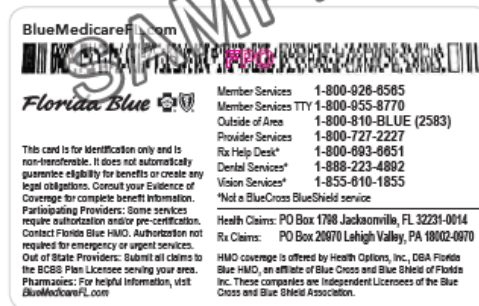 SAMPLE
BlueMedicareFL.com
PPO
Florida Blue
Member Services 1-800-926-6565
Member Services TTY 1-800-955-8770
Outside of Area 1-800-810-BLUE (2583)
Provider Services 1-800-727-2227
Rx Help Desk* 1-800-693-6651
Dental Services* 1-888-223-4892
Vision Services* 1-855-610-1855
*Not a BlueCross BlueShield service
This card is for identification only and is
non-transferable. It does not automatically
guarantee eligibility for benefits or create any
legal obligations. Consult your Evidence of
Coverage for complete benefit information.
Participating Providers: Some services
require authorization and/or pre-certification.
Contact Florida Blue HMO. Authorization not
required for emergency or urgent services.
Out of State Providers: Submit all claims to
the BCBS Plan Licensee serving your area.
Pharmacies: For helpful information, visit
BlueMedicareFL.com
Health Claims: PO Box 1798 Jacksonville, FL 32231-0014
Rx Claims: PO Box 20970 Lehigh Valley, PA 18002-0970
HMO coverage is offered by Health Options, Inc., DBA Florida
Blue HMO, an affiliate of Blue Cross and Blue Shield of Florida
Inc. These companies are Independent Licensees of the Blue
Cross and Blue Shield Association.